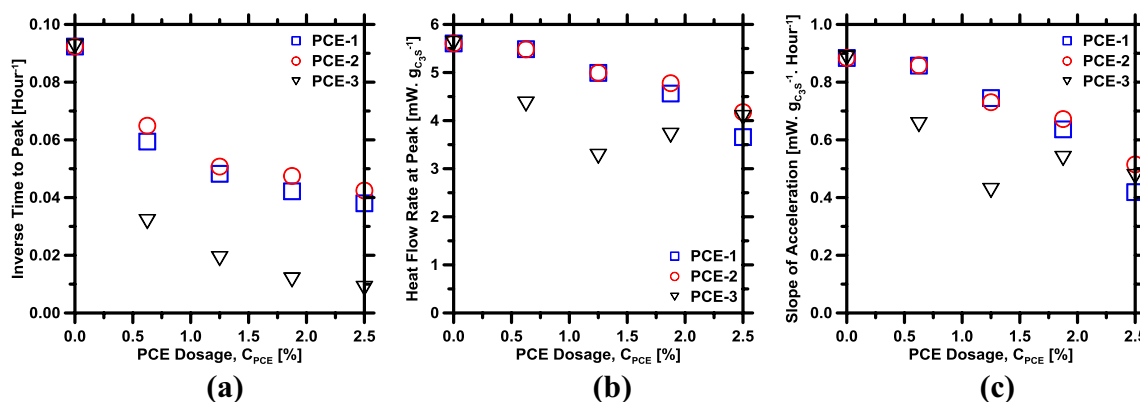 0.10
0.08
0.06
0.04
0.02
0.00
Inverse Time to Peak [Hour⁻¹]
PCE-1
PCE-2
PCE-3
0.0 0.5 1.0 1.5 2.0 2.5
PCE Dosage, C_PCE [%]
(a)
6
5
4
3
2
1
0
Heat Flow Rate at Peak [mW. g_C₃S⁻¹]
PCE-1
PCE-2
PCE-3
0.0 0.5 1.0 1.5 2.0 2.5
PCE Dosage, C_PCE [%]
(b)
1.0
0.8
0.6
0.4
0.2
0.0
Slope of Acceleration [mW. g_C₃S⁻¹. Hour⁻¹]
PCE-1
PCE-2
PCE-3
0.0 0.5 1.0 1.5 2.0 2.5
PCE Dosage, C_PCE [%]
(c)